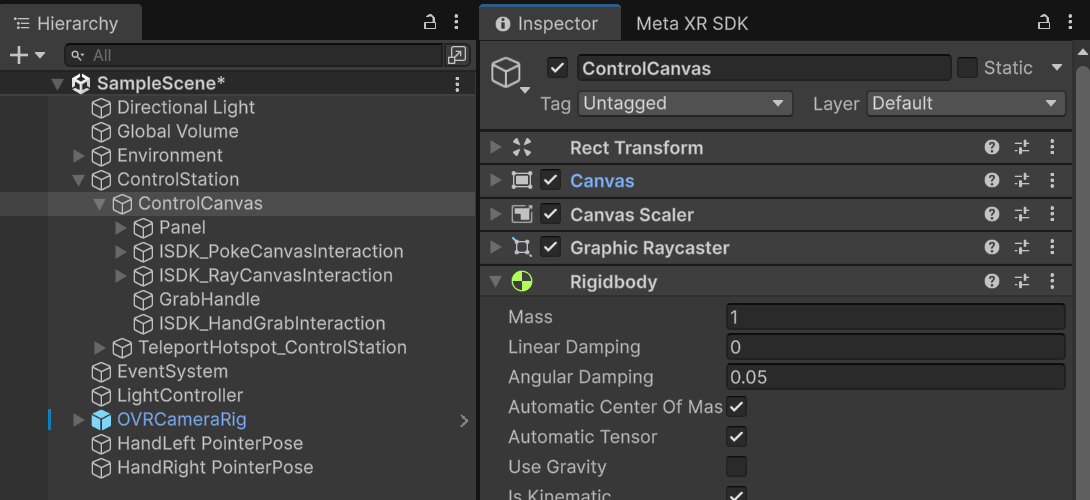 Hierarchy
All
SampleScene*
Directional Light
Global Volume
Environment
ControlStation
ControlCanvas
Panel
ISDK_PokeCanvasInteraction
ISDK_RayCanvasInteraction
GrabHandle
ISDK_HandGrabInteraction
TeleportHotspot_ControlStation
EventSystem
LightController
OVRCameraRig
HandLeft PointerPose
HandRight PointerPose
Inspector Meta XR SDK
ControlCanvas Static
Tag Untagged Layer Default
Rect Transform
Canvas
Canvas Scaler
Graphic Raycaster
Rigidbody
Mass 1
Linear Damping 0
Angular Damping 0.05
Automatic Center Of Mas
Automatic Tensor
Use Gravity
Is Kinematic